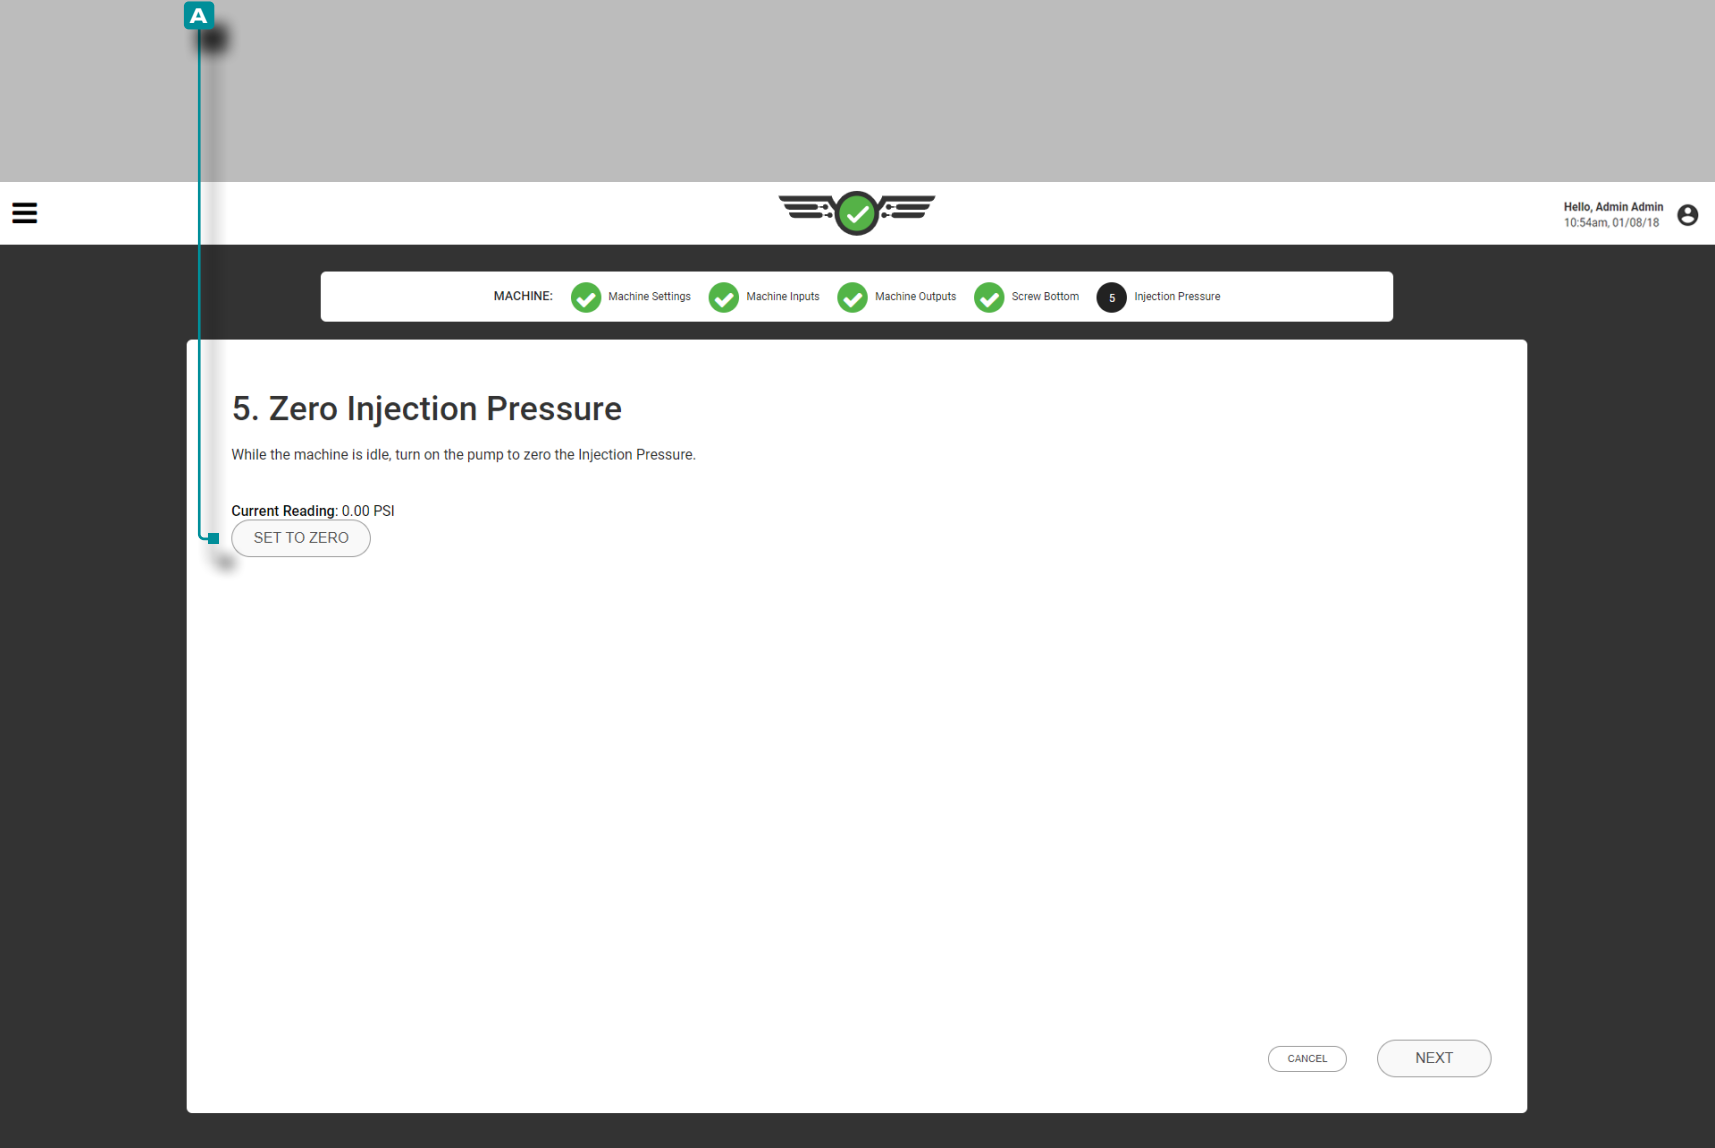 A
Hello, Admin Admin
10:54am, 01/08/18
MACHINE: Machine Settings Machine Inputs Machine Outputs Screw Bottom 5 Injection Pressure
5. Zero Injection Pressure
While the machine is idle, turn on the pump to zero the Injection Pressure.
Current Reading: 0.00 PSI
SET TO ZERO
CANCEL NEXT